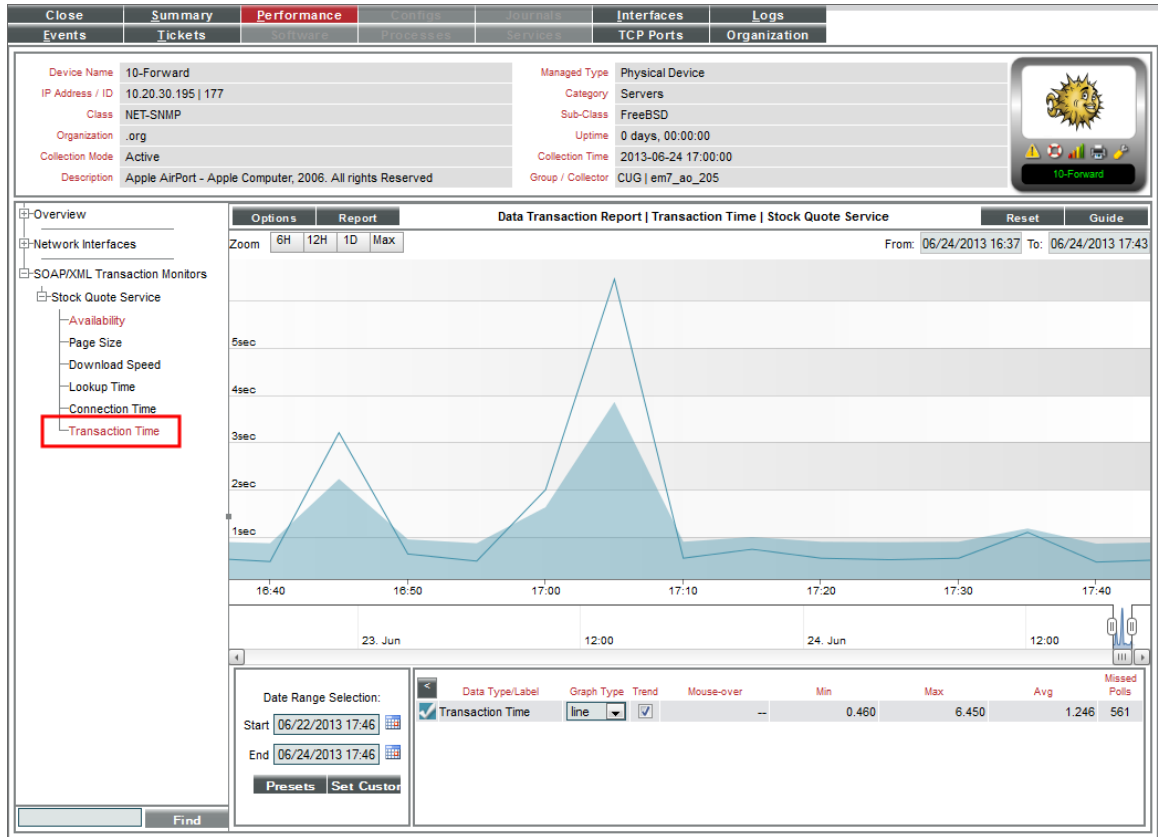 Close Summary Performance Configs Journals Interfaces Logs
Events Tickets Software Processes Services TCP Ports Organization
Device Name 10-Forward Managed Type Physical Device
IP Address / ID 10.20.30.195 | 177 Category Servers
Class NET-SNMP Sub-Class FreeBSD
Organization .org Uptime 0 days, 00:00:00
Collection Mode Active Collection Time 2013-06-24 17:00:00
Description Apple AirPort - Apple Computer, 2006. All rights Reserved Group / Collector CUG | em7_ao_205
10-Forward
Overview
Network Interfaces
SOAP/XML Transaction Monitors
Stock Quote Service
Availability
Page Size
Download Speed
Lookup Time
Connection Time
Transaction Time
Find
Options Report Data Transaction Report | Transaction Time | Stock Quote Service Reset Guide
Zoom 6H 12H 1D Max From: 06/24/2013 16:37 To: 06/24/2013 17:43
5sec
4sec
3sec
2sec
1sec
16:40 16:50 17:00 17:10 17:20 17:30 17:40
23. Jun 12:00 24. Jun 12:00
Date Range Selection:
Start 06/22/2013 17:46
End 06/24/2013 17:46
Presets Set Custor
< Data Type/Label Graph Type Trend Mouse-over Min Max Avg Missed Polls
Transaction Time line -- 0.460 6.450 1.246 561